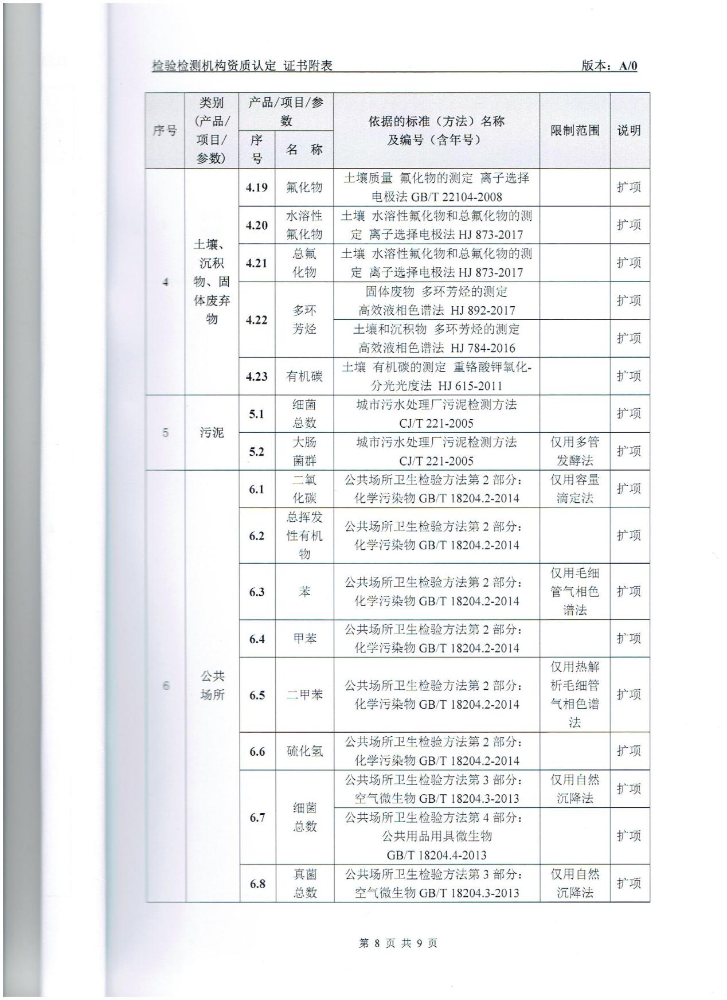 检验检测机构资质认定 证书附表 版本：A/0
序号
类别
(产品/
项目/
参数)
产品/项目/参
数
序
号
名 称
依据的标准（方法）名称
及编号（含年号）
限制范围
说明
4
土壤、
沉积
物、固
体废弃
物
4.19
氟化物
土壤质量 氟化物的测定 离子选择
电极法 GB/T 22104-2008
扩项
4.20
水溶性
氟化物
土壤 水溶性氟化物和总氟化物的测
定 离子选择电极法 HJ 873-2017
扩项
4.21
总氟
化物
土壤 水溶性氟化物和总氟化物的测
定 离子选择电极法 HJ 873-2017
扩项
4.22
多环
芳烃
固体废物 多环芳烃的测定
高效液相色谱法 HJ 892-2017
扩项
土壤和沉积物 多环芳烃的测定
高效液相色谱法 HJ 784-2016
扩项
4.23
有机碳
土壤 有机碳的测定 重铬酸钾氧化-
分光光度法 HJ 615-2011
扩项
5
污泥
5.1
细菌
总数
城市污水处理厂污泥检测方法
CJ/T 221-2005
扩项
5.2
大肠
菌群
城市污水处理厂污泥检测方法
CJ/T 221-2005
仅用多管
发酵法
扩项
6
公共
场所
6.1
二氧
化碳
公共场所卫生检验方法第 2 部分：
化学污染物 GB/T 18204.2-2014
仅用容量
滴定法
扩项
6.2
总挥发
性有机
物
公共场所卫生检验方法第 2 部分：
化学污染物 GB/T 18204.2-2014
扩项
6.3
苯
公共场所卫生检验方法第 2 部分：
化学污染物 GB/T 18204.2-2014
仅用毛细
管气相色
谱法
扩项
6.4
甲苯
公共场所卫生检验方法第 2 部分：
化学污染物 GB/T 18204.2-2014
扩项
6.5
二甲苯
公共场所卫生检验方法第 2 部分：
化学污染物 GB/T 18204.2-2014
仅用热解
析毛细管
气相色谱
法
扩项
6.6
硫化氢
公共场所卫生检验方法第 2 部分：
化学污染物 GB/T 18204.2-2014
扩项
6.7
细菌
总数
公共场所卫生检验方法第 3 部分：
空气微生物 GB/T 18204.3-2013
仅用自然
沉降法
扩项
公共场所卫生检验方法第 4 部分：
公共用品用具微生物
GB/T 18204.4-2013
扩项
6.8
真菌
总数
公共场所卫生检验方法第 3 部分：
空气微生物 GB/T 18204.3-2013
仅用自然
沉降法
扩项
第 8 页 共 9 页